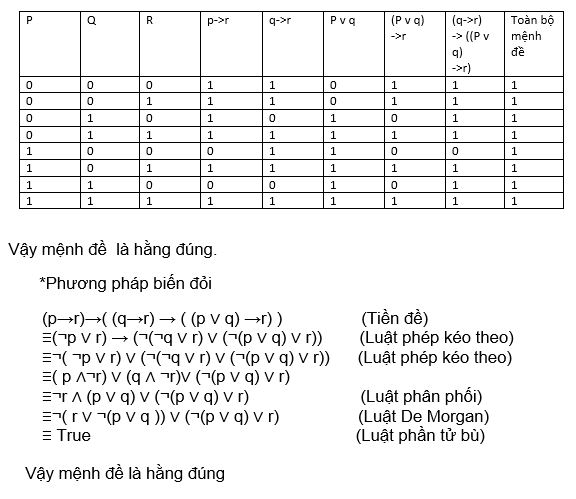 P Q R p->r q->r P v q (P v q) ->r (q->r) -> ((P v q) ->r) Toàn bộ mệnh đề
0 0 0 1 1 0 1 1 1
0 0 1 1 1 0 1 1 1
0 1 0 1 0 1 0 1 1
0 1 1 1 1 1 1 1 1
1 0 0 0 1 1 0 0 1
1 0 1 1 1 1 1 1 1
1 1 0 0 0 1 0 1 1
1 1 1 1 1 1 1 1 1
Vậy mệnh đề là hằng đúng.
*Phương pháp biến đỏi
(p→r)→( (q→r) → ( (p ∨ q) →r) ) (Tiền đề)
≡(¬p ∨ r) → (¬(¬q ∨ r) ∨ (¬(p ∨ q) ∨ r)) (Luật phép kéo theo)
≡¬( ¬p ∨ r) ∨ (¬(¬q ∨ r) ∨ (¬(p ∨ q) ∨ r)) (Luật phép kéo theo)
≡( p ∧¬r) ∨ (q ∧ ¬r)∨ (¬(p ∨ q) ∨ r)
≡¬r ∧ (p ∨ q) ∨ (¬(p ∨ q) ∨ r) (Luật phân phối)
≡¬( r ∨ ¬(p ∨ q )) ∨ (¬(p ∨ q) ∨ r) (Luật De Morgan)
≡ True (Luật phần tử bù)
Vậy mệnh đề là hằng đúng